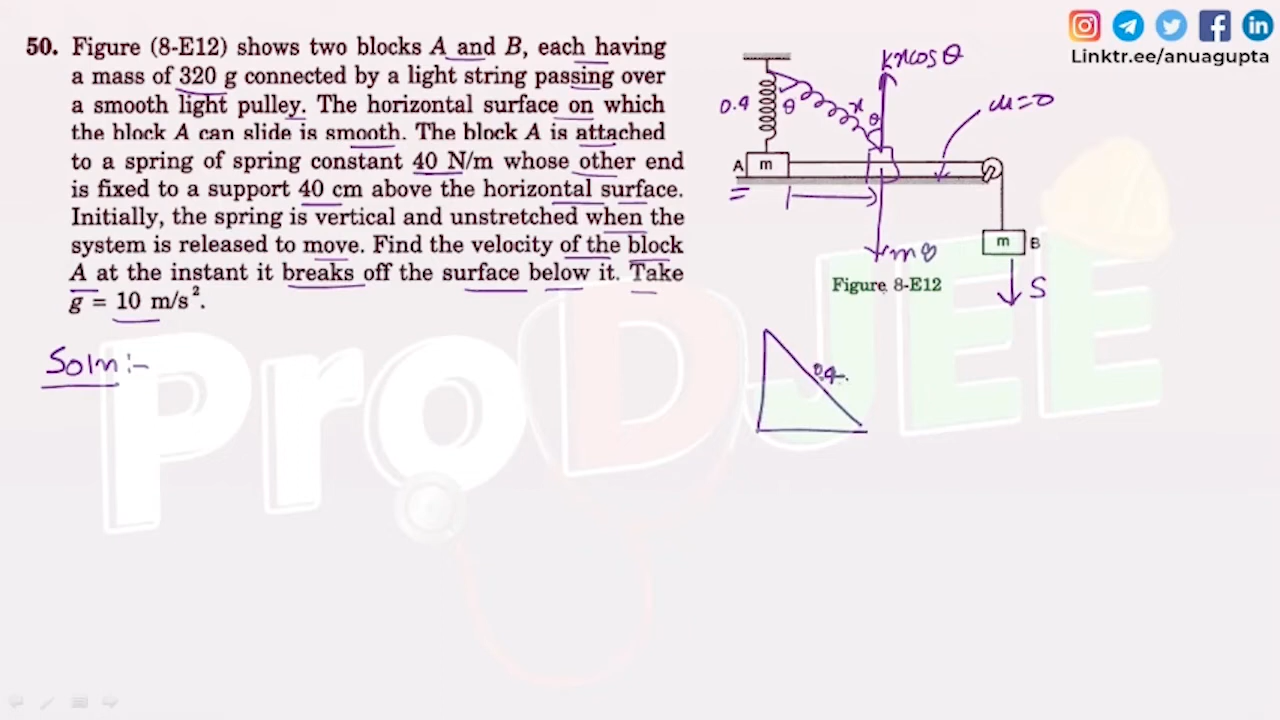 Linktr.ee/anuagupta
50. Figure (8-E12) shows two blocks A and B, each having
a mass of 320 g connected by a light string passing over
a smooth light pulley. The horizontal surface on which
the block A can slide is smooth. The block A is attached
to a spring of spring constant 40 N/m whose other end
is fixed to a support 40 cm above the horizontal surface.
Initially, the spring is vertical and unstretched when the
system is released to move. Find the velocity of the block
A at the instant it breaks off the surface below it. Take
g = 10 m/s².
kx cos θ
0.4
θ
x
θ
μ=0
A m
mg
m B
S
Figure 8-E12
Soln:-
0.4
ProDJEE